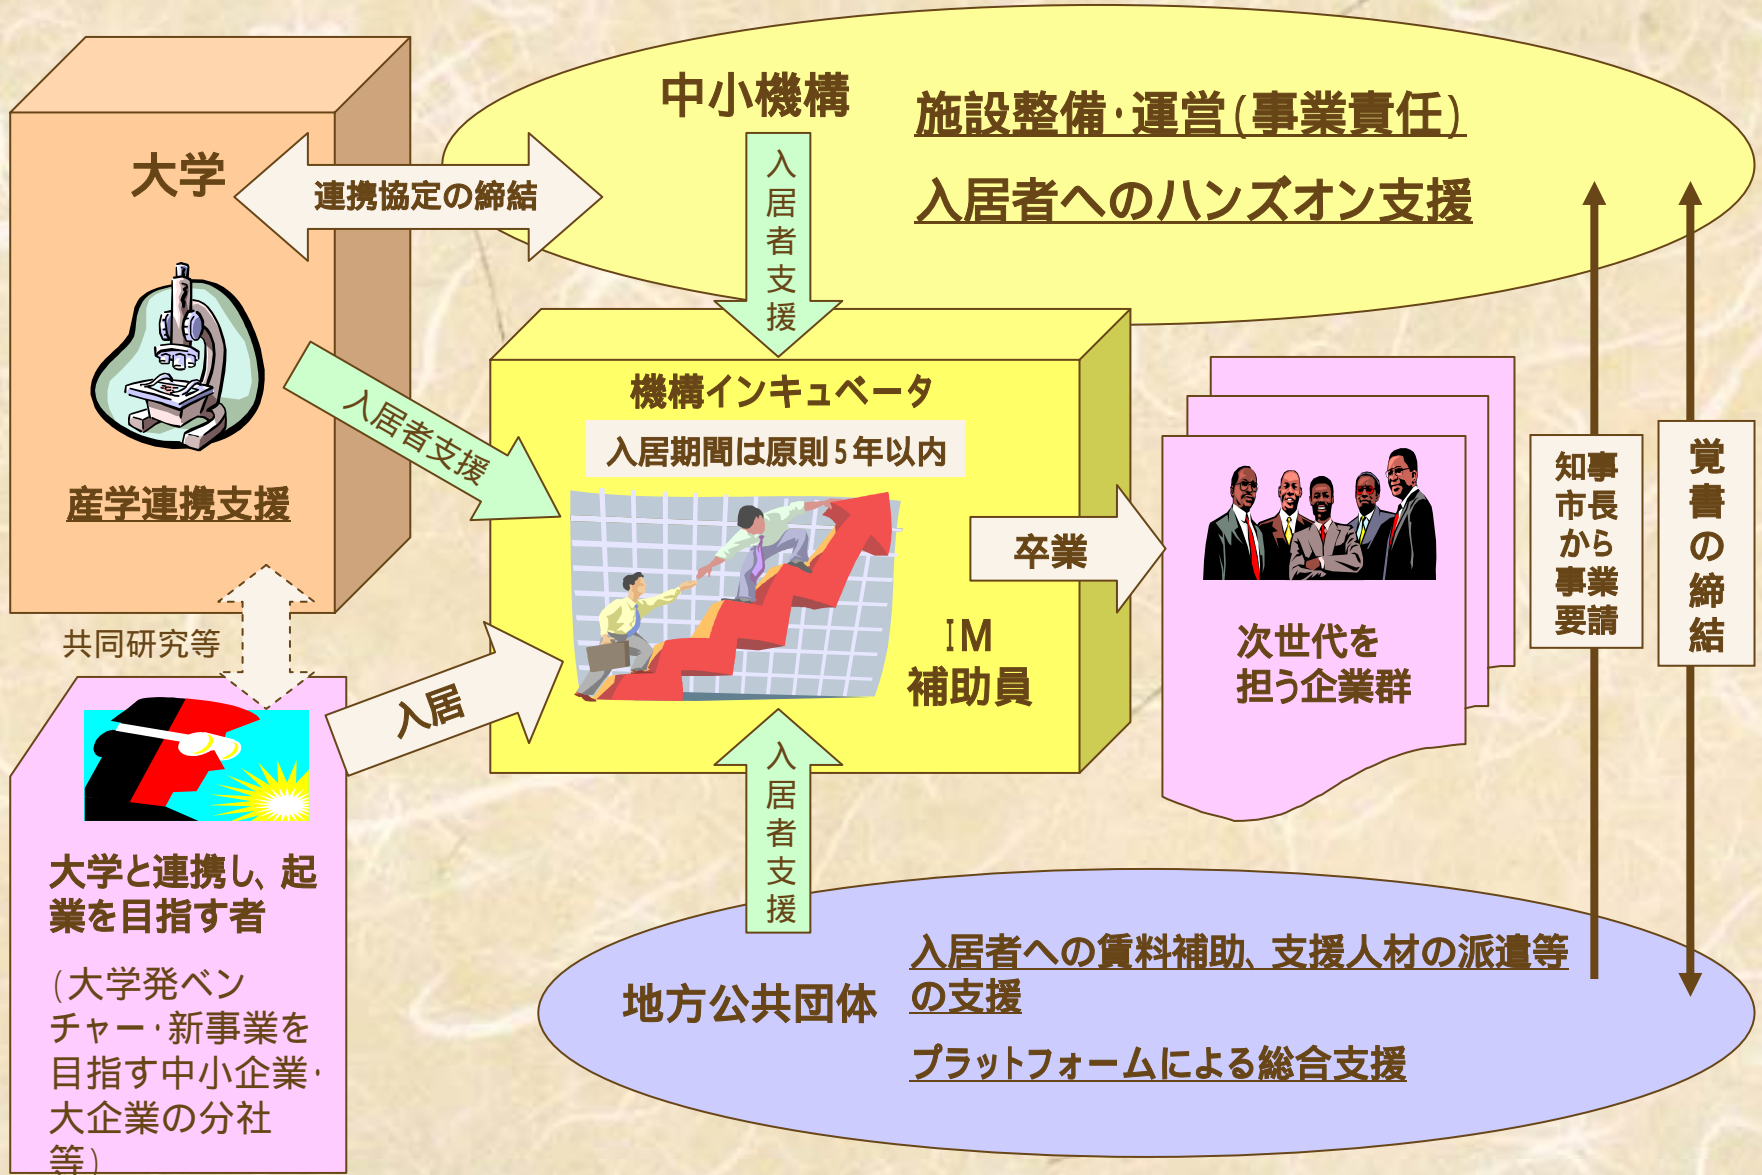 中小機構
施設整備・運営(事業責任)
入居者へのハンズオン支援
大学
連携協定の締結
入居者支援
産学連携支援
入居者支援
機構インキュベータ
入居期間は原則5年以内
IM
補助員
卒業
次世代を
担う企業群
知事
市長
から
事業
要請
覚書の締結
共同研究等
入居
大学と連携し、起
業を目指す者
(大学発ベン
チャー・新事業を
目指す中小企業・
大企業の分社
等)
入居者支援
地方公共団体
入居者への賃料補助、支援人材の派遣等
の支援
プラットフォームによる総合支援